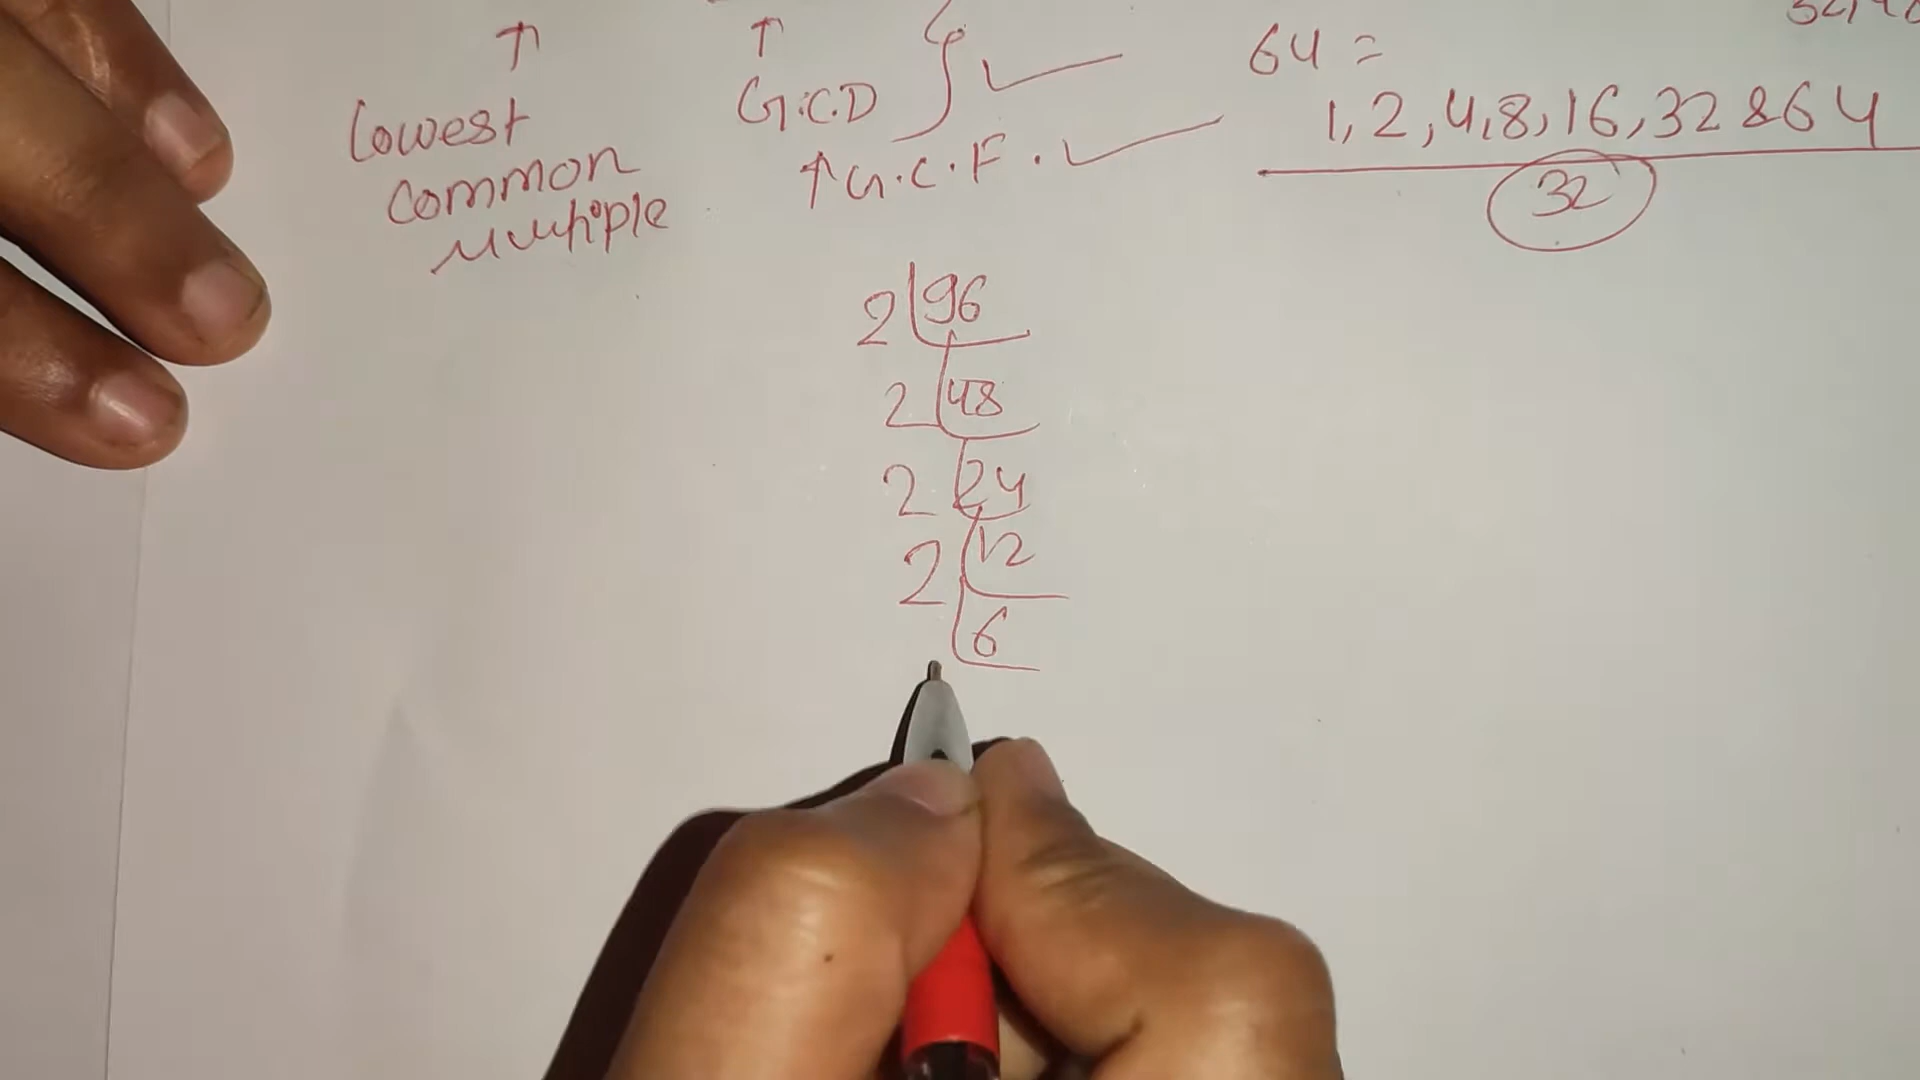 ↑ ↑
64 =
G.C.D
1, 2, 4, 8, 16, 32 & 64
Lowest
↑ G.C.F.
common
32
Multiple
2 96
2 48
2 24
2 12
6